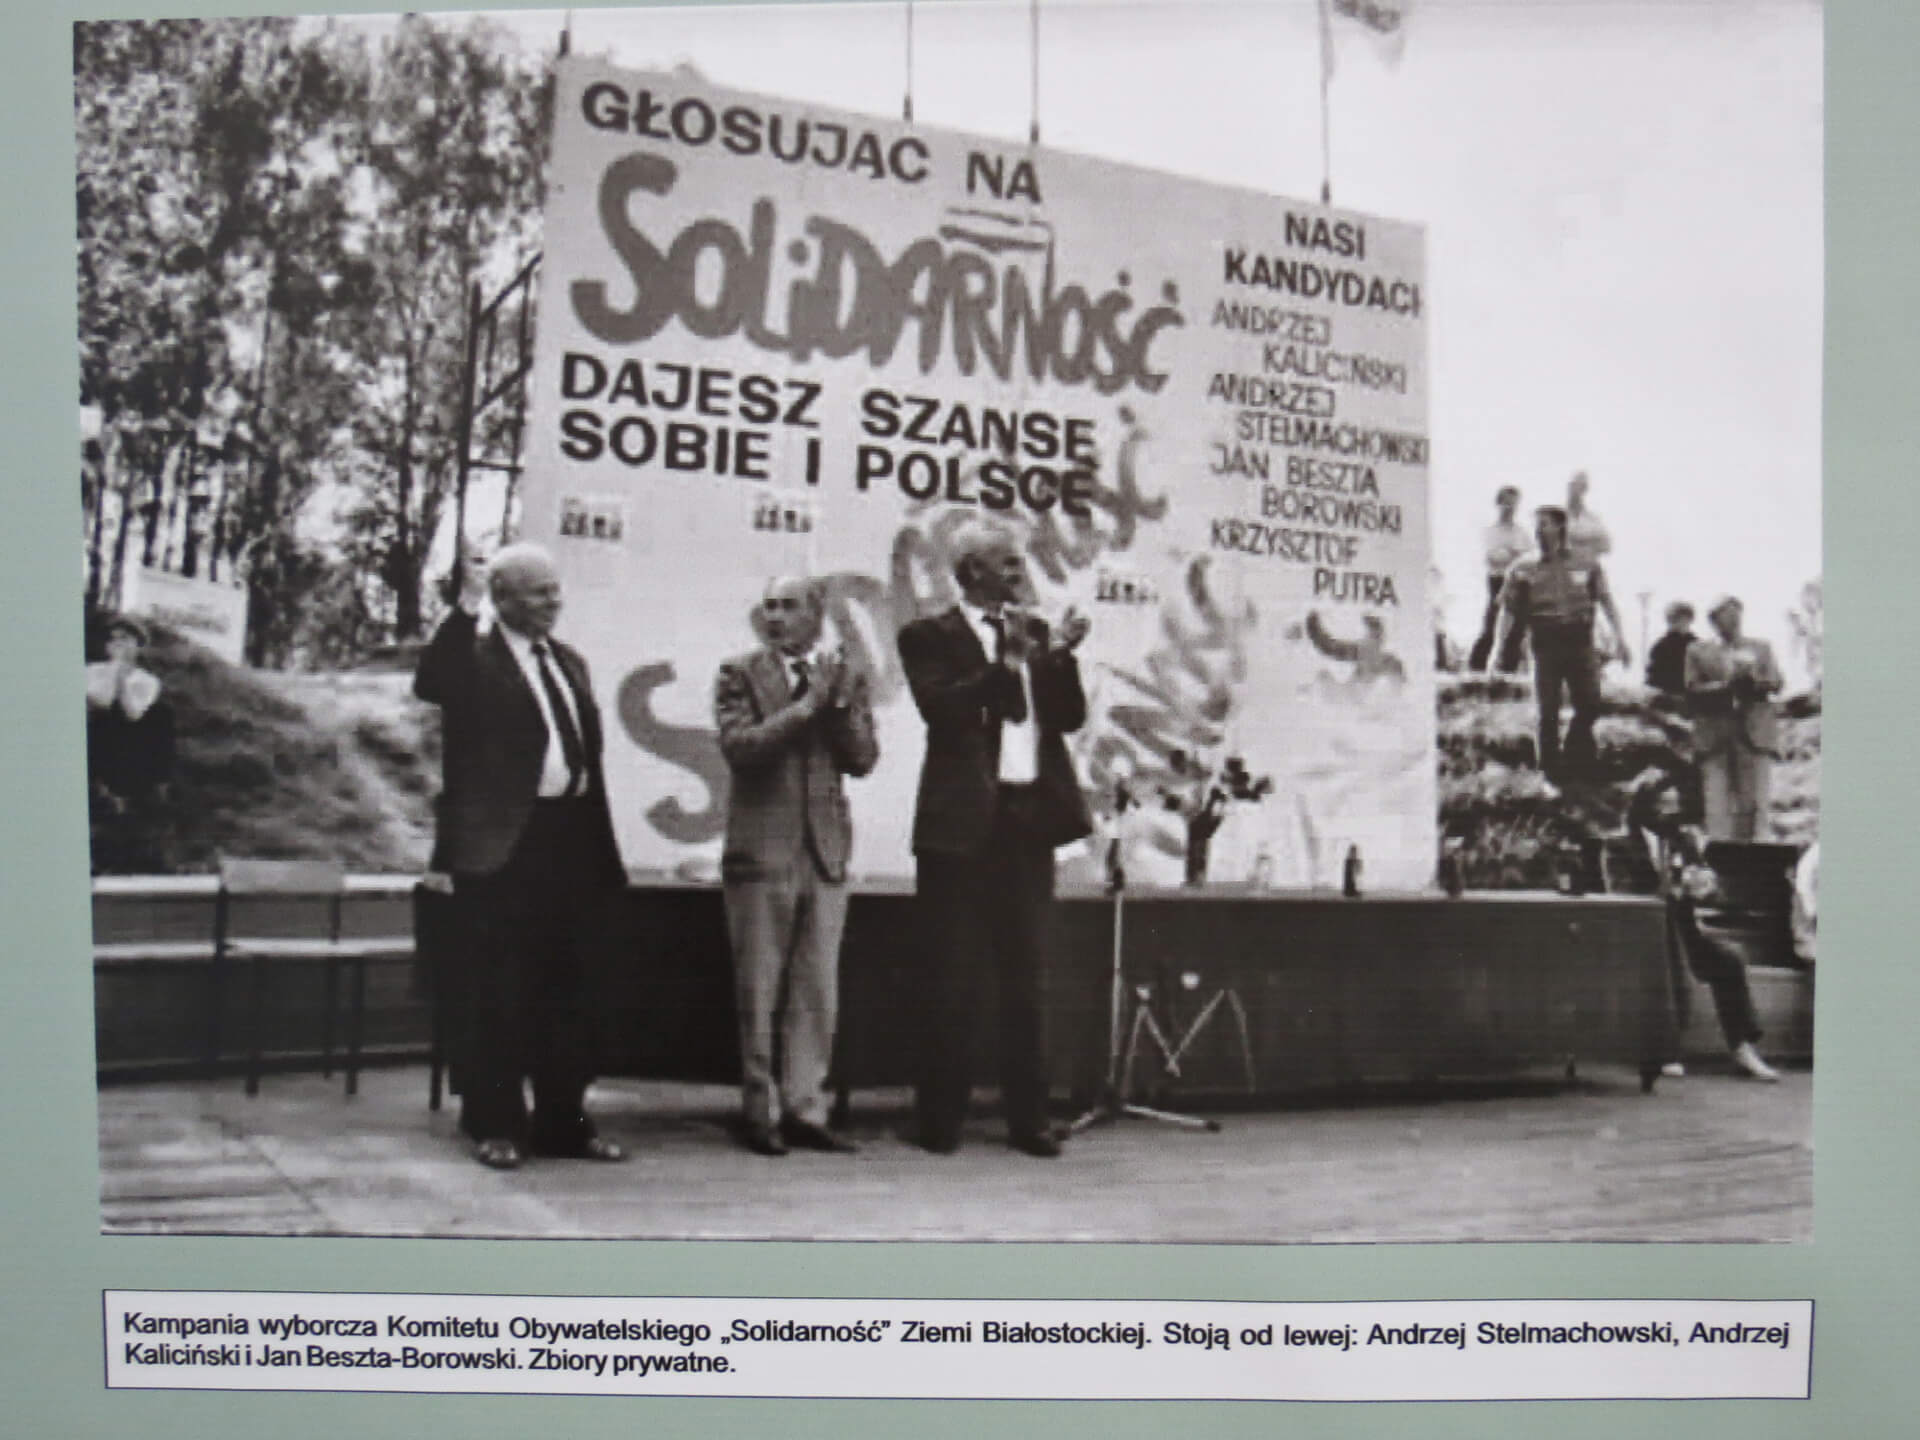 GŁOSUJĄC NA
SOLiDARNOŚĆ
DAJESZ SZANSĘ
SOBIE I POLSCE
NASI
KANDYDACI
ANDRZEJ
KALICIŃSKI
ANDRZEJ
STELMACHOWSKI
JAN BESZTA
BOROWSKI
KRZYSZTOF
PUTRA
Kampania wyborcza Komitetu Obywatelskiego „Solidarność” Ziemi Białostockiej. Stoją od lewej: Andrzej Stelmachowski, Andrzej
Kaliciński i Jan Beszta-Borowski. Zbiory prywatne.